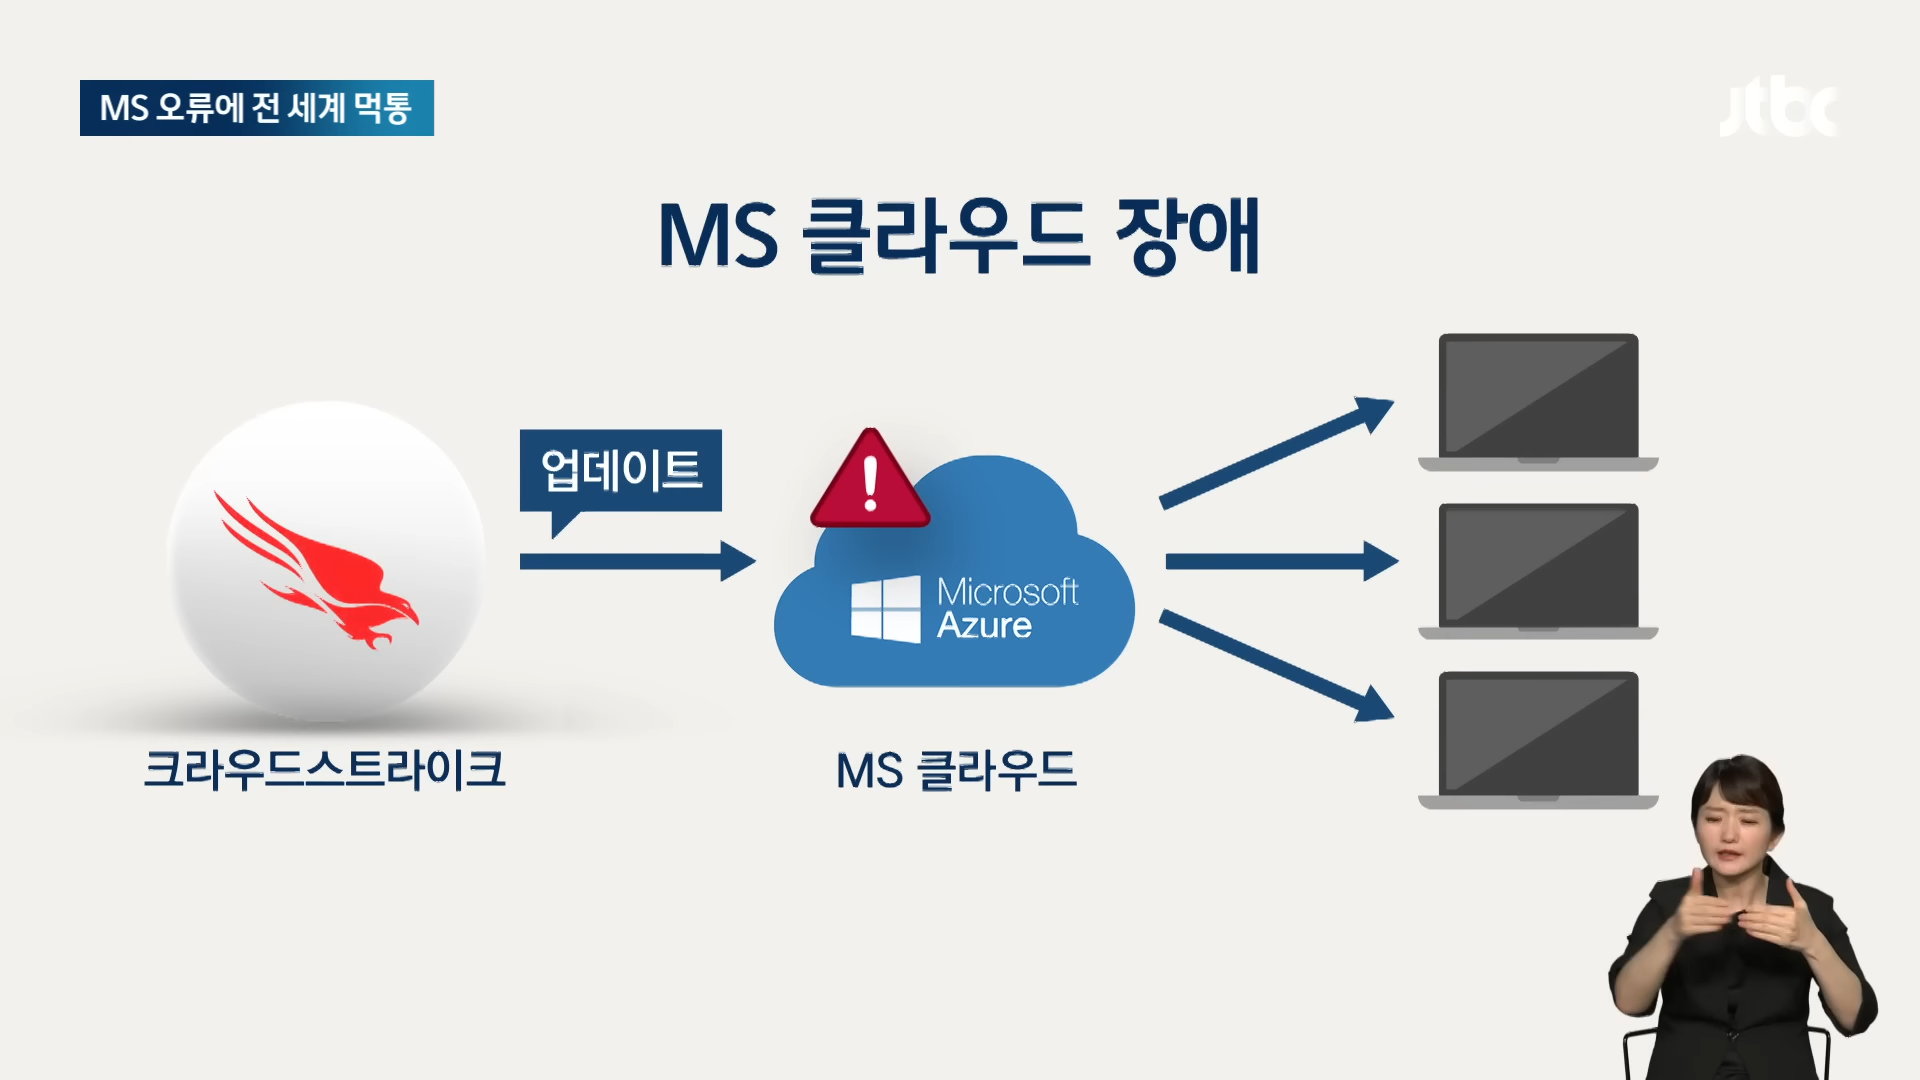 MS 오류에 전 세계 먹통
jtbc
MS 클라우드 장애
업데이트
Microsoft
Azure
크라우드스트라이크
MS 클라우드